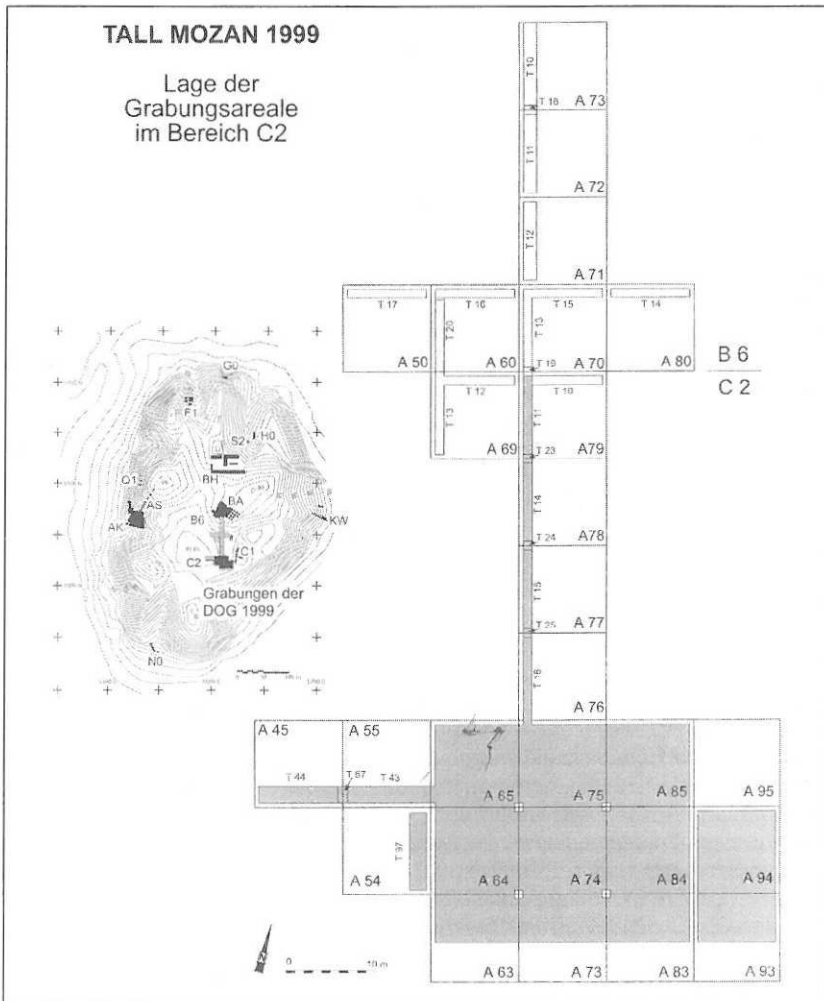 TALL MOZAN 1999
Lage der
Grabungsareale
im Bereich C2
T 10
T 18
A 73
T 11
A 72
T 12
A 71
T 17
T 16
T 15
T 14
T 20
T 13
A 50
A 60
T 19
A 70
A 80
B 6
C 2
T 12
T 10
T 13
T 11
A 69
T 23
A79
T 14
T 24
A78
T 15
T 25
A 77
T 16
A 76
G0
F1
S2
H0
BH
Q1
AS
AK
BA
B6
KW
C2
C1
Grabungen der
DOG 1999
N0
A 45
A 55
T 44
T 67
T 43
A 65
A 75
A 85
A 95
T 97
A 54
A 64
A 74
A 84
A 94
N
0
10 m
A 63
A 73
A 83
A 93